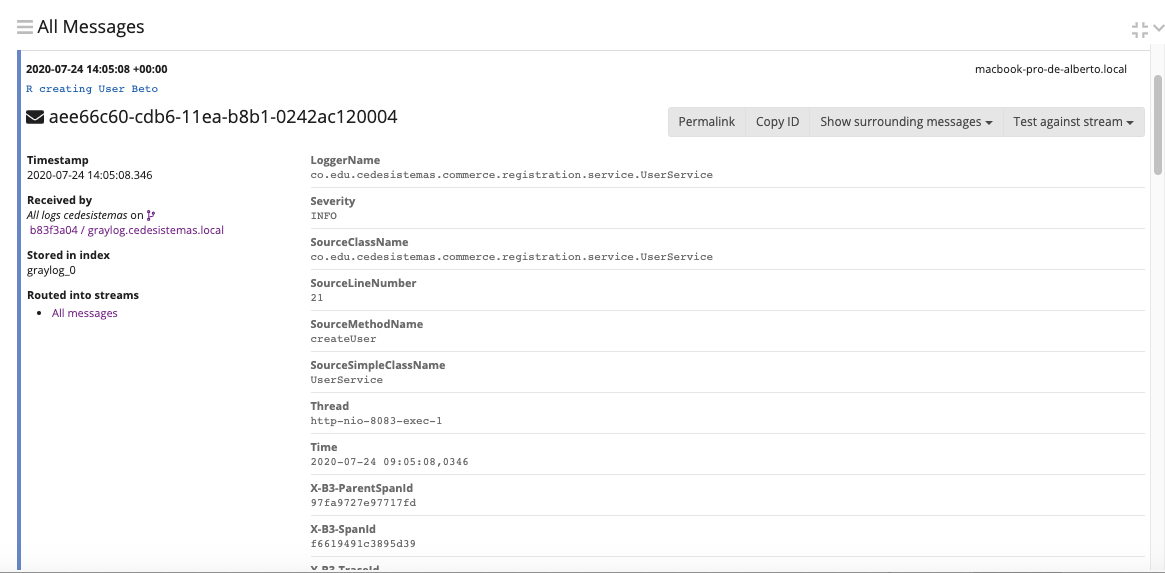 All Messages
2020-07-24 14:05:08 +00:00
macbook-pro-de-alberto.local
R creating User Beto
aee66c60-cdb6-11ea-b8b1-0242ac120004
Permalink
Copy ID
Show surrounding messages
Test against stream
Timestamp
2020-07-24 14:05:08.346
Received by
All logs cedesistemas on
b83f3a04 / graylog.cedesistemas.local
Stored in index
graylog_0
Routed into streams
All messages
LoggerName
co.edu.cedesistemas.commerce.registration.service.UserService
Severity
INFO
SourceClassName
co.edu.cedesistemas.commerce.registration.service.UserService
SourceLineNumber
21
SourceMethodName
createUser
SourceSimpleClassName
UserService
Thread
http-nio-8083-exec-1
Time
2020-07-24 09:05:08,0346
X-B3-ParentSpanId
97fa9727e97717fd
X-B3-SpanId
f6619491c3895d39
X-B3-TraceId